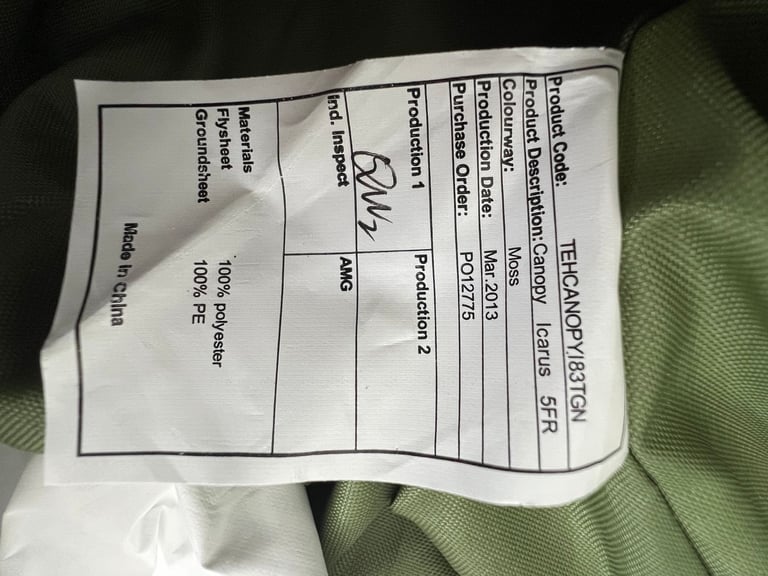 Product Code: TEHCANOPYI83TGN
Product Description: Canopy Icarus 5FR
Colourway: Moss
Production Date: Mar.2013
Purchase Order: PO12775
Production 1 Production 2
Ind. Inspect AMG
Materials
Flysheet 100% polyester
Groundsheet 100% PE
Made in China